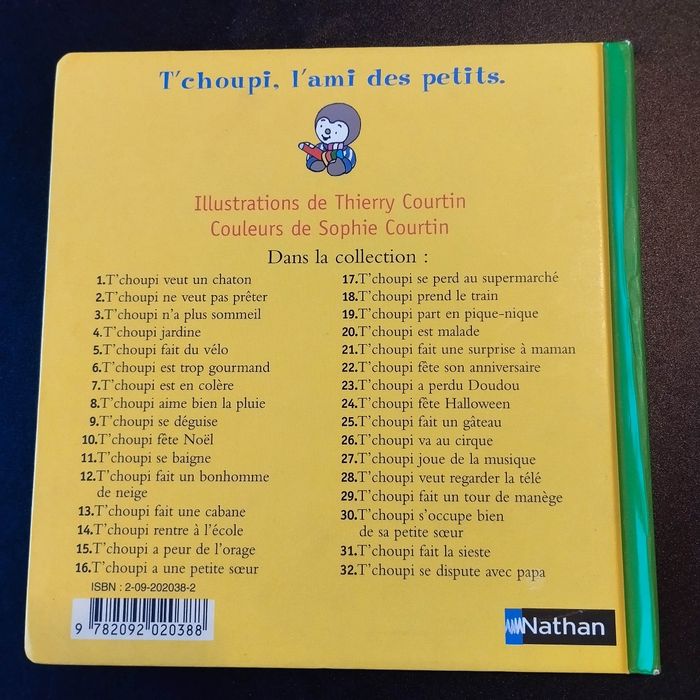 T'choupi, l'ami des petits.
Illustrations de Thierry Courtin
Couleurs de Sophie Courtin
Dans la collection :
1.T'choupi veut un chaton
2.T'choupi ne veut pas prêter
3.T'choupi n'a plus sommeil
4.T'choupi jardine
5.T'choupi fait du vélo
6.T'choupi est trop gourmand
7.T'choupi est en colère
8.T'choupi aime bien la pluie
9.T'choupi se déguise
10.T'choupi fête Noël
11.T'choupi se baigne
12.T'choupi fait un bonhomme
de neige
13.T'choupi fait une cabane
14.T'choupi rentre à l'école
15.T'choupi a peur de l'orage
16.T'choupi a une petite sœur
17.T'choupi se perd au supermarché
18.T'choupi prend le train
19.T'choupi part en pique-nique
20.T'choupi est malade
21.T'choupi fait une surprise à maman
22.T'choupi fête son anniversaire
23.T'choupi a perdu Doudou
24.T'choupi fête Halloween
25.T'choupi fait un gâteau
26.T'choupi va au cirque
27.T'choupi joue de la musique
28.T'choupi veut regarder la télé
29.T'choupi fait un tour de manège
30.T'choupi s'occupe bien
de sa petite sœur
31.T'choupi fait la sieste
32.T'choupi se dispute avec papa
ISBN : 2-09-202038-2
9 782092 020388
Nathan